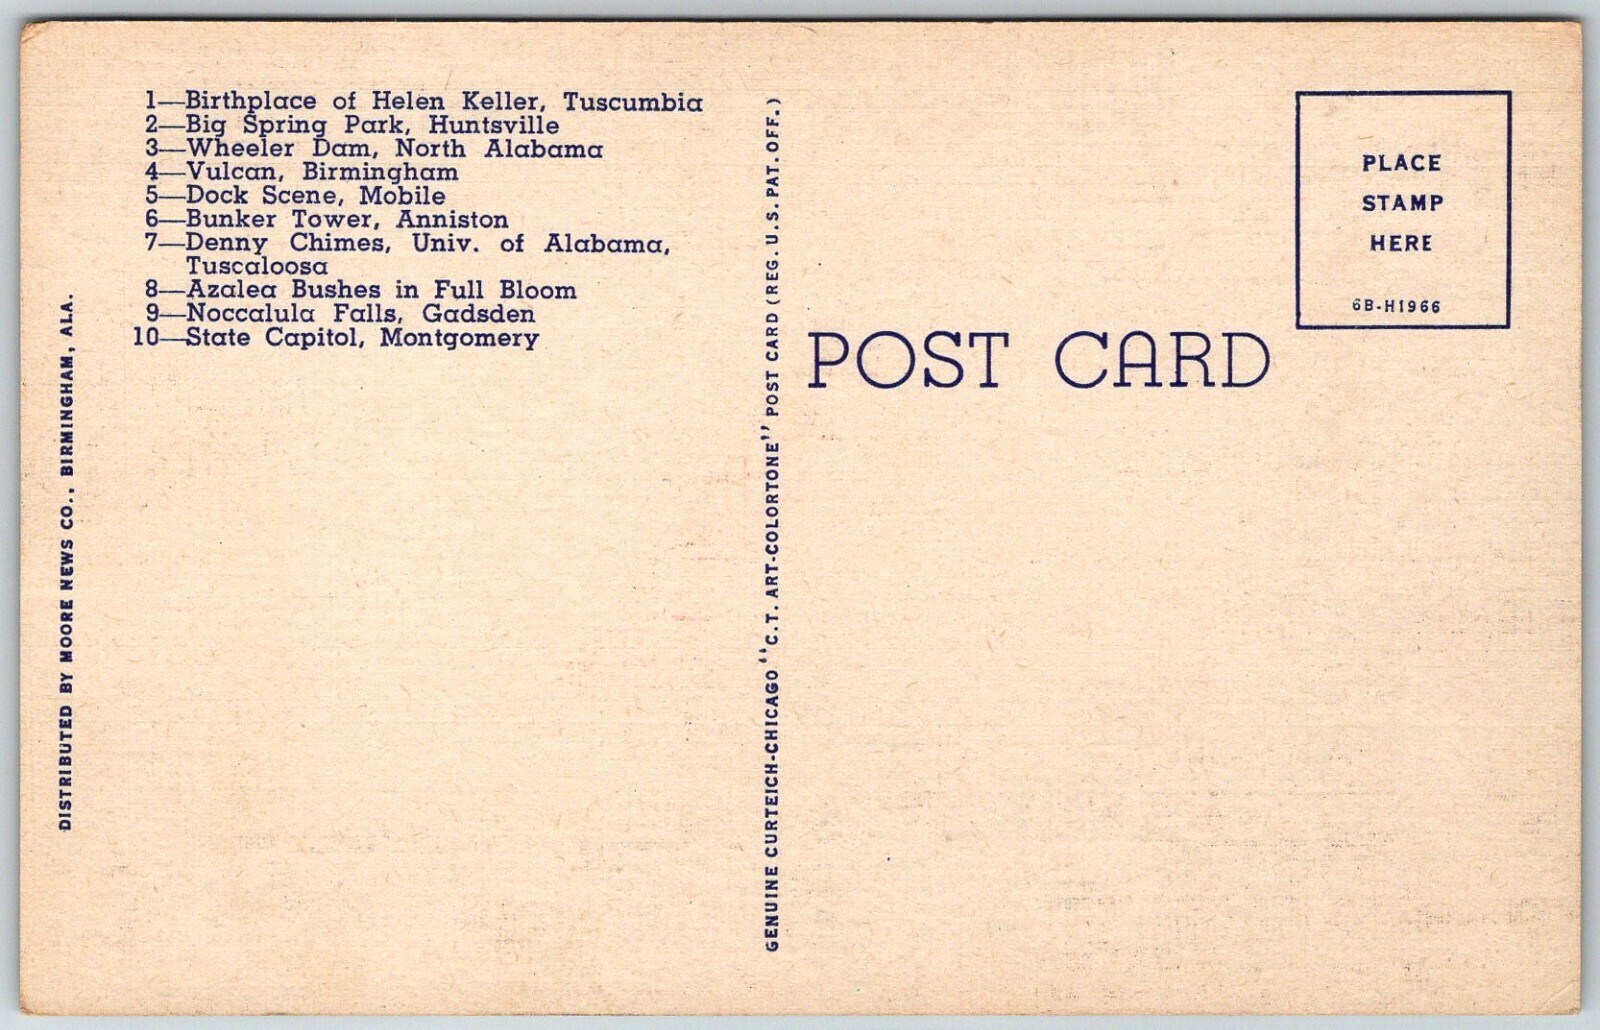 1—Birthplace of Helen Keller, Tuscumbia
2—Big Spring Park, Huntsville
3—Wheeler Dam, North Alabama
4—Vulcan, Birmingham
5—Dock Scene, Mobile
6—Bunker Tower, Anniston
7—Denny Chimes, Univ. of Alabama,
Tuscaloosa
8—Azalea Bushes in Full Bloom
9—Noccalula Falls, Gadsden
10—State Capitol, Montgomery
DISTRIBUTED BY MOORE NEWS CO., BIRMINGHAM, ALA.
GENUINE CURTEICH-CHICAGO "C.T. ART-COLORTONE" POST CARD (REG. U.S. PAT. OFF.)
POST CARD
PLACE
STAMP
HERE
6B-H1966